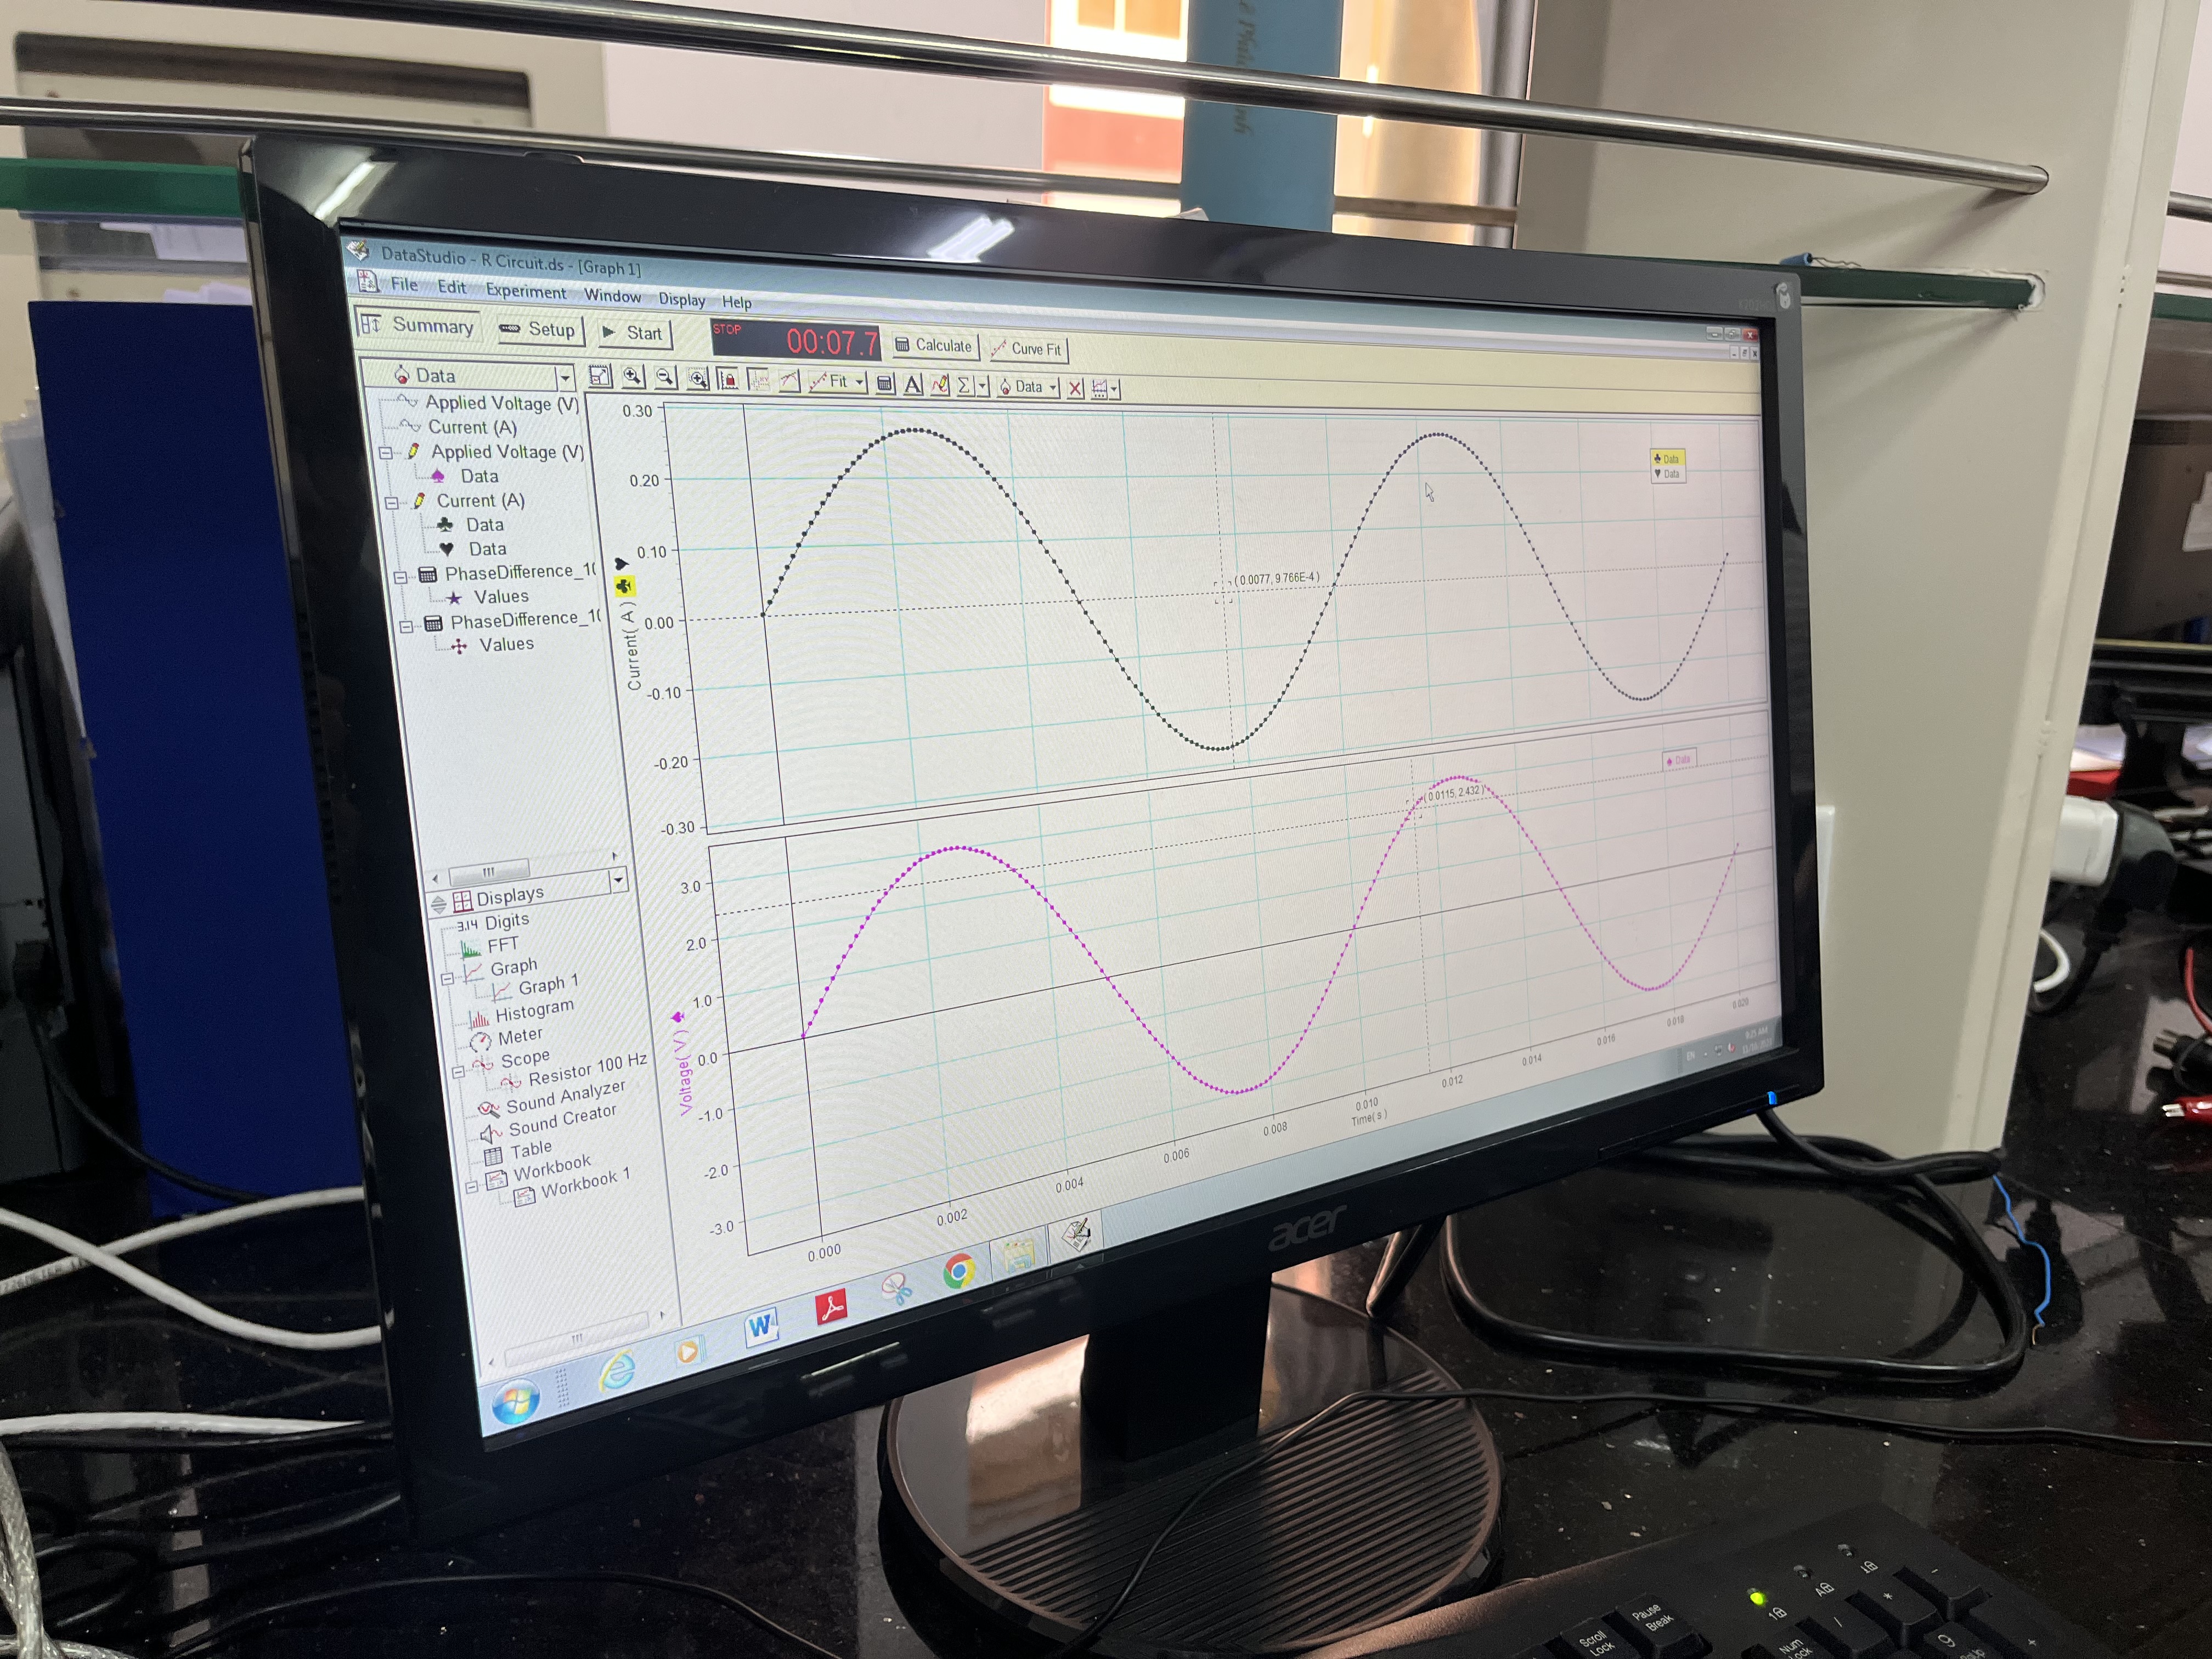 DataStudio - R Circuit.ds - [Graph 1]
File Edit Experiment Window Display Help
Summary Setup Start STOP 00:07.7 Calculate Curve Fit
Data
Fit A Σ Data X
Applied Voltage (V)
Current (A)
Applied Voltage (V)
Data
Current (A)
Data
Data
PhaseDifference_1(
Values
PhaseDifference_1(
Values
Displays
3.14 Digits
FFT
Graph
Graph 1
Histogram
Meter
Scope
Resistor 100 Hz
Sound Analyzer
Sound Creator
Table
Workbook
Workbook 1
0.30
0.20
0.10
0.00
-0.10
-0.20
-0.30
Current( A )
(0.0077, 9.766E-4 )
Data
Data
3.0
2.0
1.0
0.0
-1.0
-2.0
-3.0
Voltage( V )
(0.0115, 2.432 )
Data
0.000 0.002 0.004 0.006 0.008 0.010 0.012 0.014 0.016 0.018 0.020
Time( s )
EN
acer
Scroll Lock
Pause Break
Num Lock
/
*
-
9
+